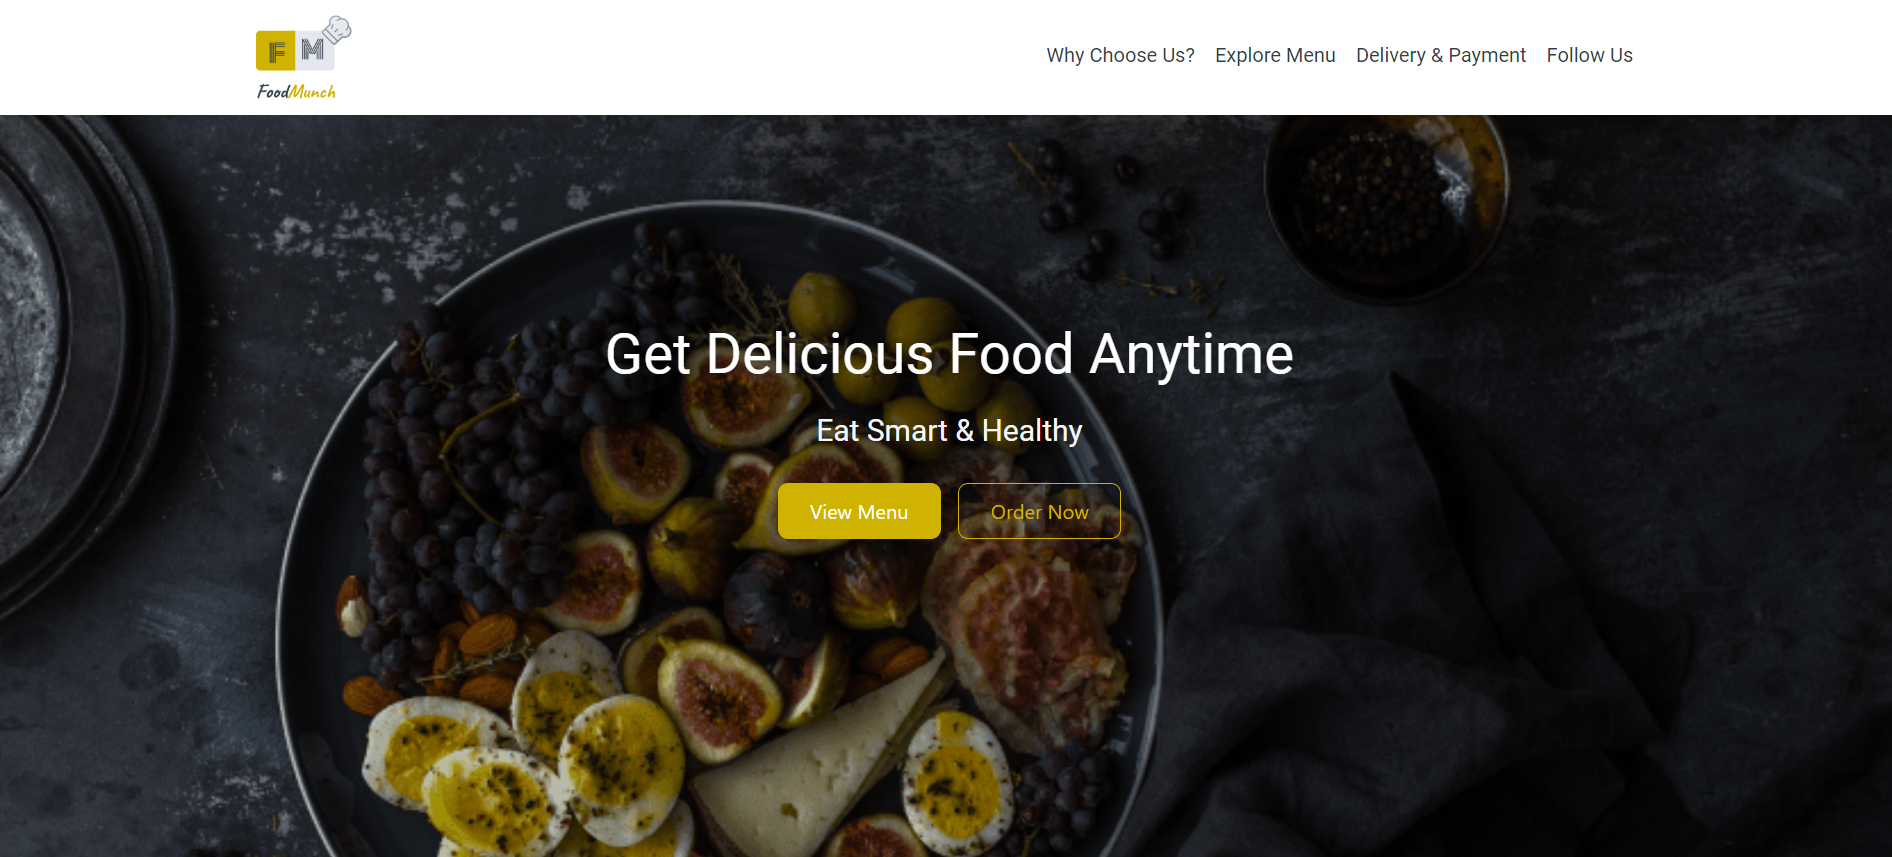 F M
FoodMunch
Why Choose Us? Explore Menu Delivery & Payment Follow Us
Get Delicious Food Anytime
Eat Smart & Healthy
View Menu Order Now